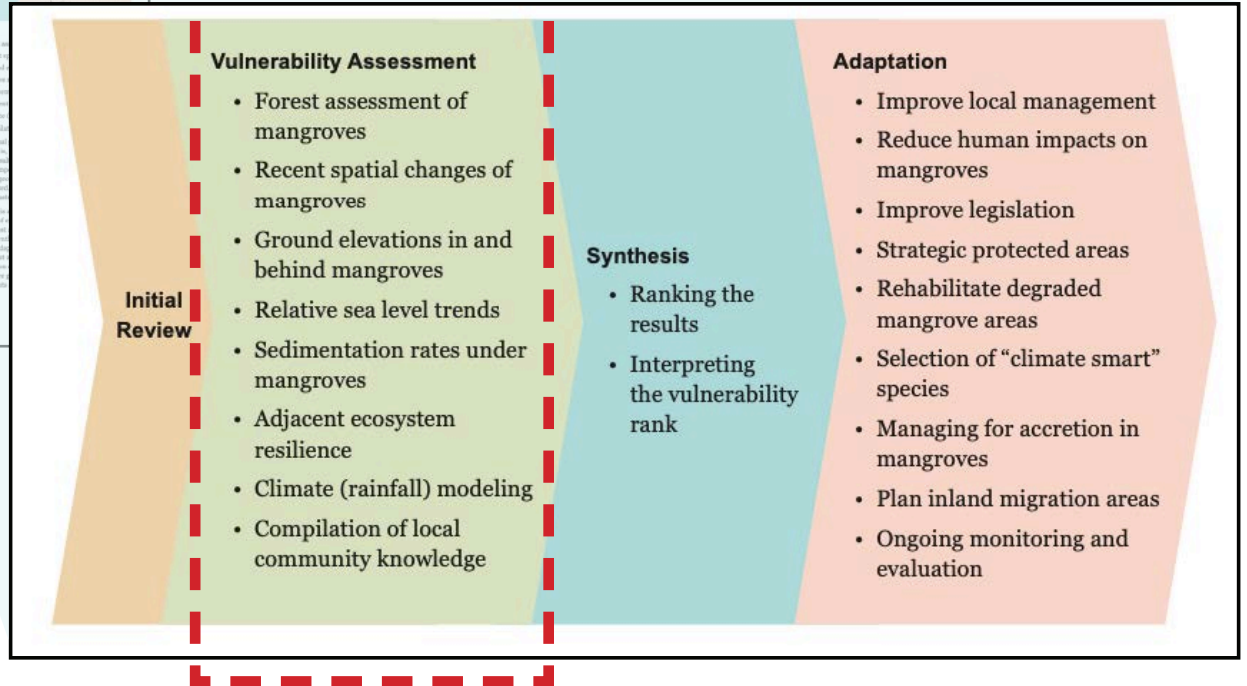 Initial
Review
Vulnerability Assessment
• Forest assessment of
mangroves
• Recent spatial changes of
mangroves
• Ground elevations in and
behind mangroves
• Relative sea level trends
• Sedimentation rates under
mangroves
• Adjacent ecosystem
resilience
• Climate (rainfall) modeling
• Compilation of local
community knowledge
Synthesis
• Ranking the
results
• Interpreting
the vulnerability
rank
Adaptation
• Improve local management
• Reduce human impacts on
mangroves
• Improve legislation
• Strategic protected areas
• Rehabilitate degraded
mangrove areas
• Selection of “climate smart”
species
• Managing for accretion in
mangroves
• Plan inland migration areas
• Ongoing monitoring and
evaluation